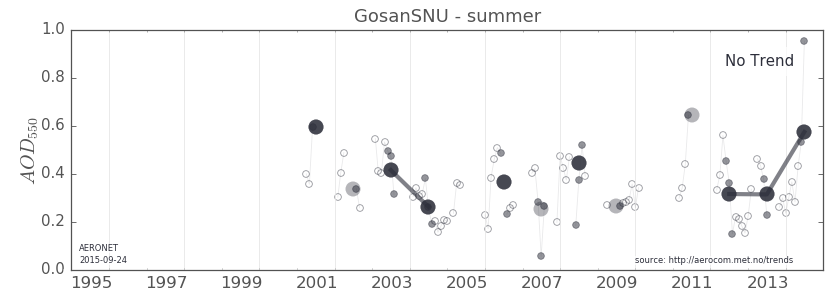 GosanSNU - summer
1.0
0.8
0.6
0.4
0.2
0.0
AOD550
No Trend
AERONET
2015-09-24
source: http://aerocom.met.no/trends
1995 1997 1999 2001 2003 2005 2007 2009 2011 2013